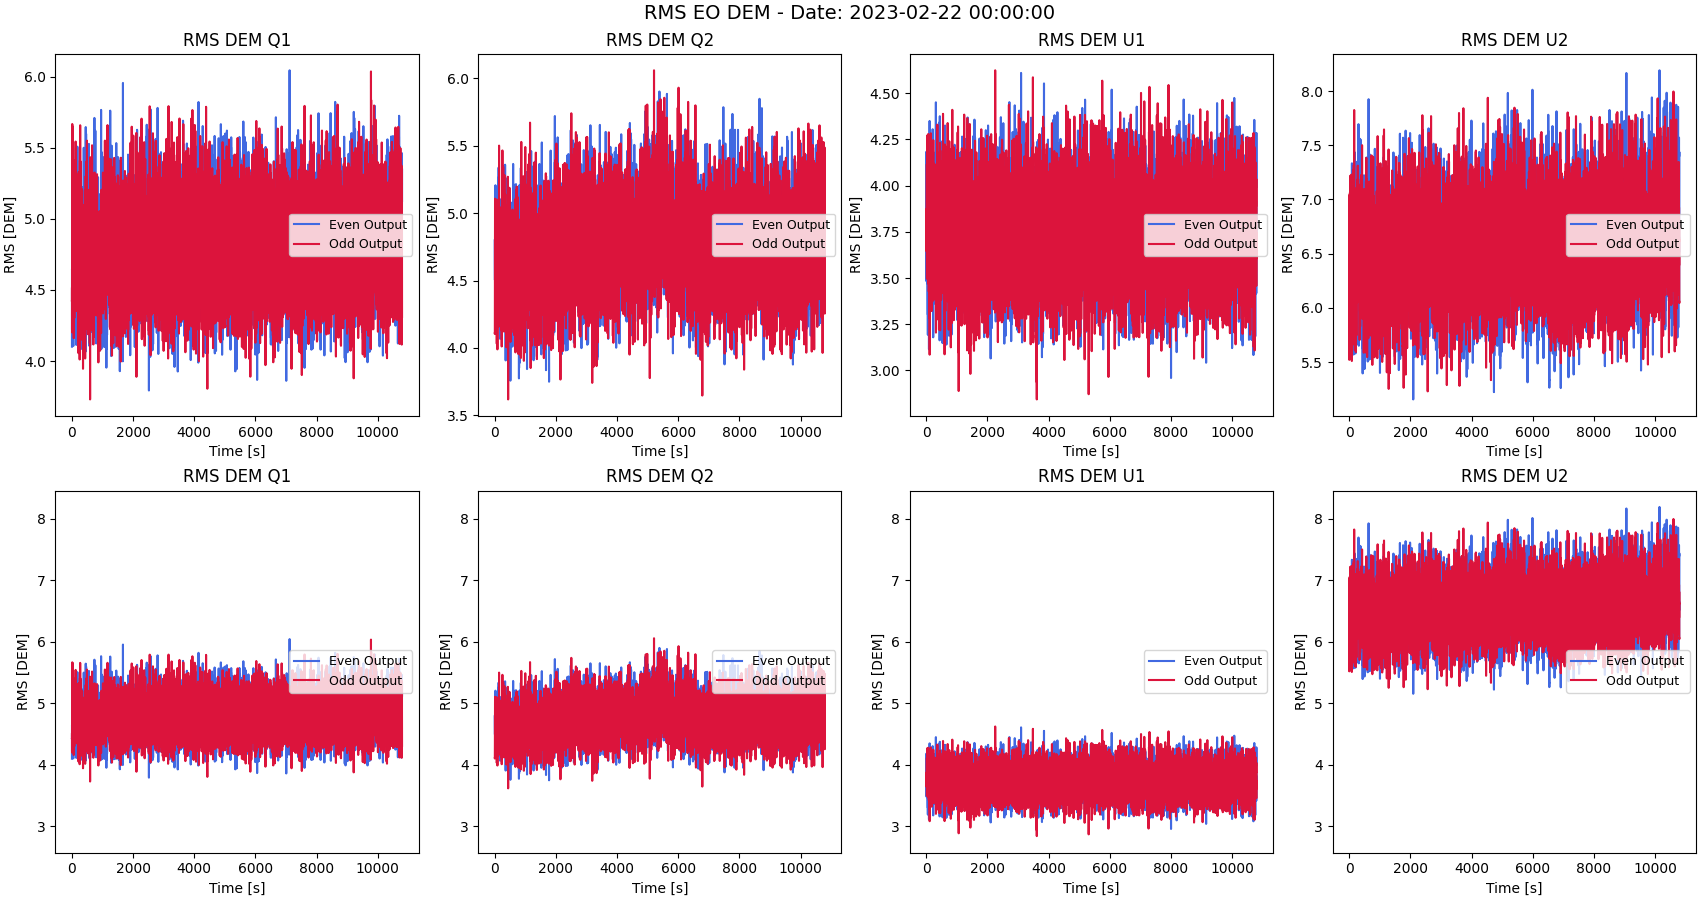 RMS EO DEM - Date: 2023-02-22 00:00:00
RMS DEM Q1
RMS [DEM]
6.0
5.5
5.0
4.5
4.0
Even Output
Odd Output
0 2000 4000 6000 8000 10000
Time [s]
RMS DEM Q2
RMS [DEM]
6.0
5.5
5.0
4.5
4.0
3.5
Even Output
Odd Output
0 2000 4000 6000 8000 10000
Time [s]
RMS DEM U1
RMS [DEM]
4.50
4.25
4.00
3.75
3.50
3.25
3.00
Even Output
Odd Output
0 2000 4000 6000 8000 10000
Time [s]
RMS DEM U2
RMS [DEM]
8.0
7.5
7.0
6.5
6.0
5.5
Even Output
Odd Output
0 2000 4000 6000 8000 10000
Time [s]
RMS DEM Q1
RMS [DEM]
8
7
6
5
4
3
Even Output
Odd Output
0 2000 4000 6000 8000 10000
Time [s]
RMS DEM Q2
RMS [DEM]
8
7
6
5
4
3
Even Output
Odd Output
0 2000 4000 6000 8000 10000
Time [s]
RMS DEM U1
RMS [DEM]
8
7
6
5
4
3
Even Output
Odd Output
0 2000 4000 6000 8000 10000
Time [s]
RMS DEM U2
RMS [DEM]
8
7
6
5
4
3
Even Output
Odd Output
0 2000 4000 6000 8000 10000
Time [s]